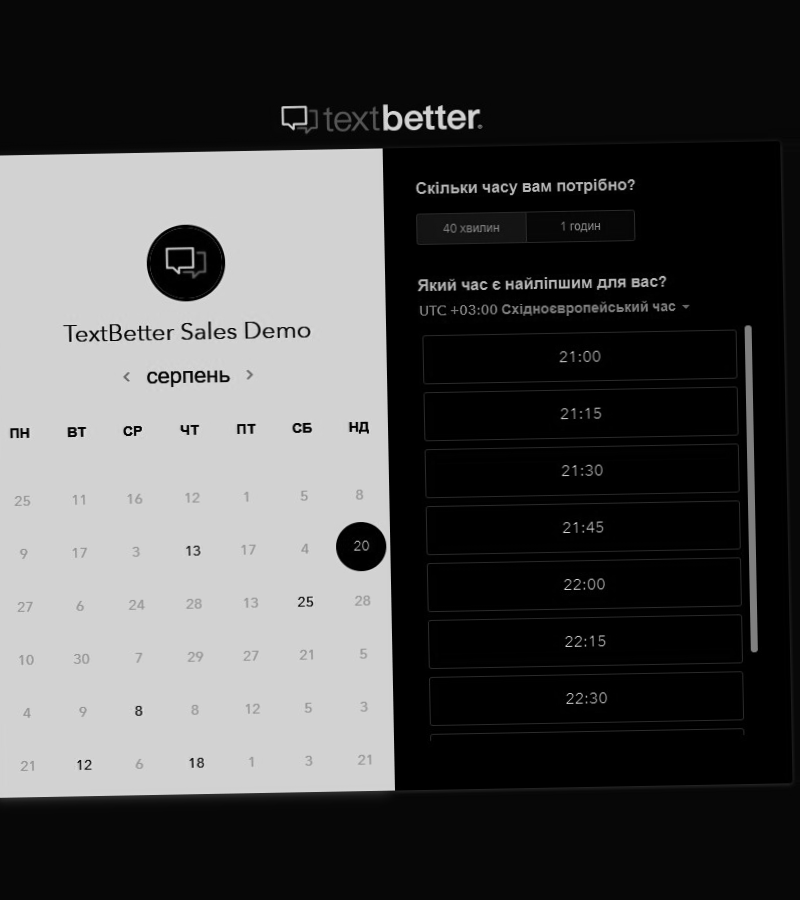 textbetter.
TextBetter Sales Demo
серпень
ПН ВТ СР ЧТ ПТ СБ НД
25 11 16 12 1 5 8
9 17 3 13 17 4 20
27 6 24 28 13 25 28
10 30 7 29 27 21 5
4 9 8 8 12 5 3
21 12 6 18 1 3 21
Скільки часу вам потрібно?
40 хвилин 1 годин
Який час є найліпшим для вас?
UTC +03:00 Східноєвропейський час
21:00
21:15
21:30
21:45
22:00
22:15
22:30